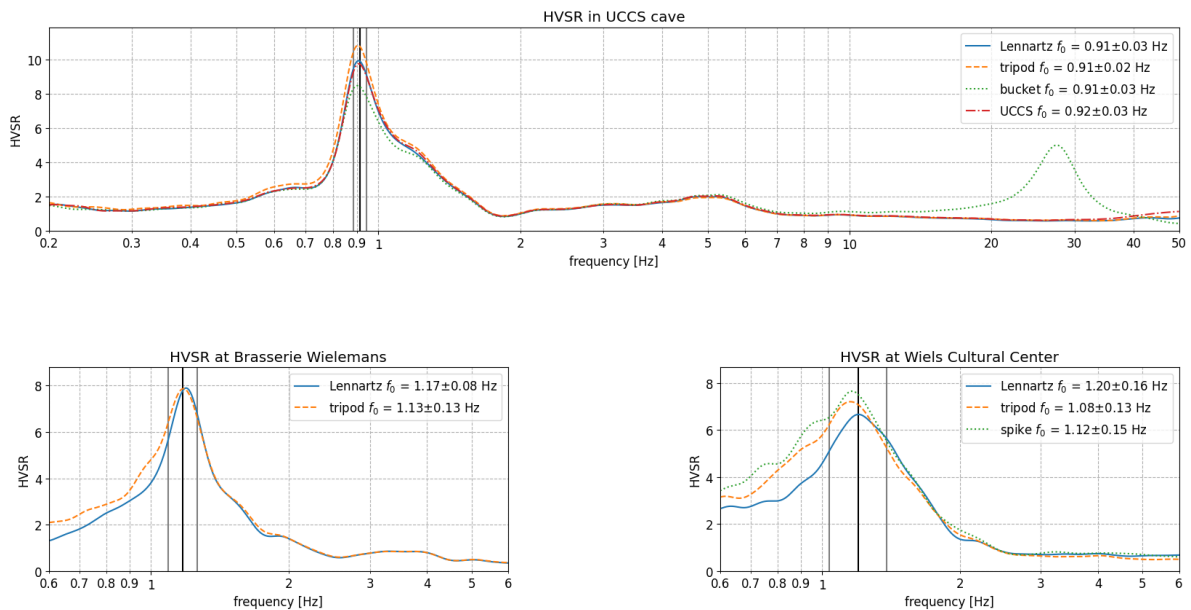 HVSR in UCCS cave
HVSR
10
8
6
4
2
0
Lennartz f₀ = 0.91±0.03 Hz
tripod f₀ = 0.91±0.02 Hz
bucket f₀ = 0.91±0.03 Hz
UCCS f₀ = 0.92±0.03 Hz
0.2 0.3 0.4 0.5 0.6 0.7 0.8 0.9 1 2 3 4 5 6 7 8 9 10 20 30 40 50
frequency [Hz]
HVSR at Brasserie Wielemans
HVSR
8
6
4
2
0
Lennartz f₀ = 1.17±0.08 Hz
tripod f₀ = 1.13±0.13 Hz
0.6 0.7 0.8 0.9 1 2 3 4 5 6
frequency [Hz]
HVSR at Wiels Cultural Center
HVSR
8
6
4
2
0
Lennartz f₀ = 1.20±0.16 Hz
tripod f₀ = 1.08±0.13 Hz
spike f₀ = 1.12±0.15 Hz
0.6 0.7 0.8 0.9 1 2 3 4 5 6
frequency [Hz]